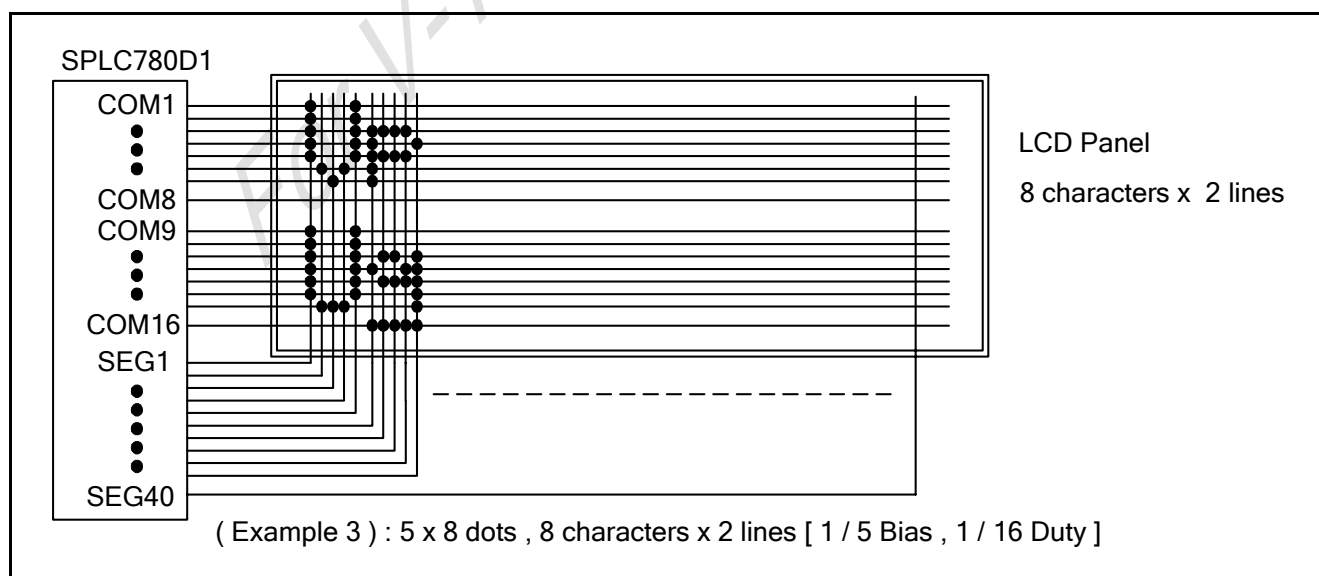 SPLC780D1
COM1
COM8
COM9
COM16
SEG1
SEG40
LCD Panel
8 characters x 2 lines
( Example 3 ) : 5 x 8 dots , 8 characters x 2 lines [ 1 / 5 Bias , 1 / 16 Duty ]